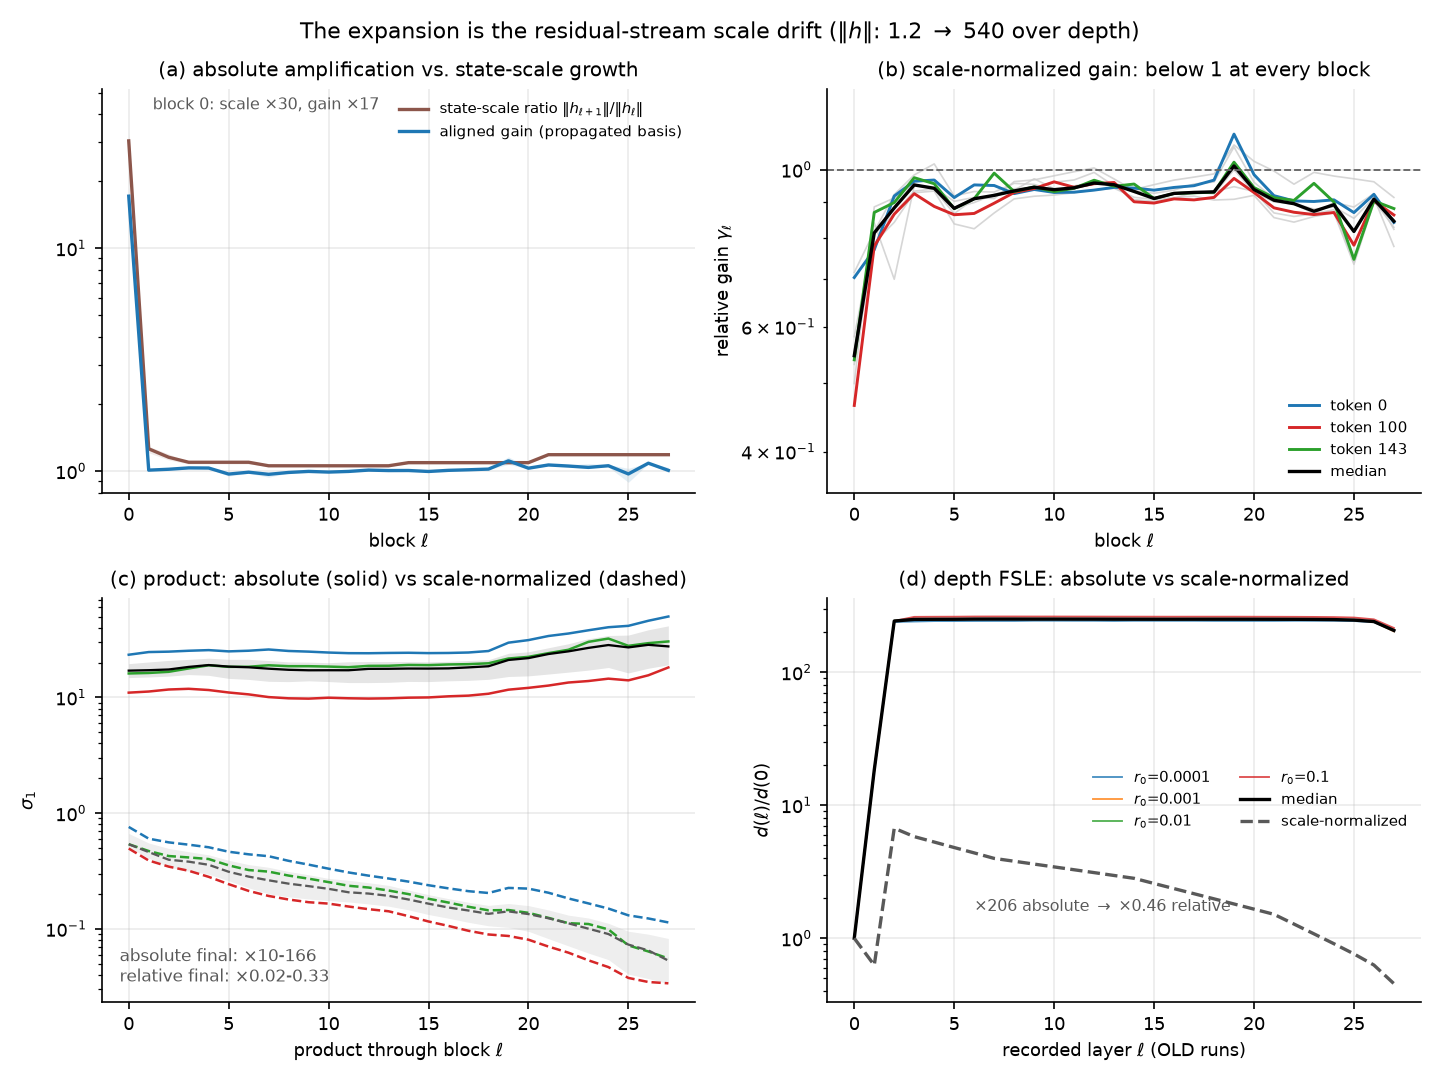 The expansion is the residual-stream scale drift (‖h‖: 1.2 → 540 over depth)
(a) absolute amplification vs. state-scale growth
block 0: scale ×30, gain ×17
state-scale ratio ‖hℓ+1‖/‖hℓ‖
aligned gain (propagated basis)
10¹
10⁰
0 5 10 15 20 25
block ℓ
(b) scale-normalized gain: below 1 at every block
relative gain γℓ
10⁰
6 × 10⁻¹
4 × 10⁻¹
token 0
token 100
token 143
median
0 5 10 15 20 25
block ℓ
(c) product: absolute (solid) vs scale-normalized (dashed)
σ₁
10¹
10⁰
10⁻¹
absolute final: ×10-166
relative final: ×0.02-0.33
0 5 10 15 20 25
product through block ℓ
(d) depth FSLE: absolute vs scale-normalized
d(ℓ)/d(0)
10²
10¹
10⁰
r₀=0.0001
r₀=0.001
r₀=0.01
r₀=0.1
median
scale-normalized
×206 absolute → ×0.46 relative
0 5 10 15 20 25
recorded layer ℓ (OLD runs)